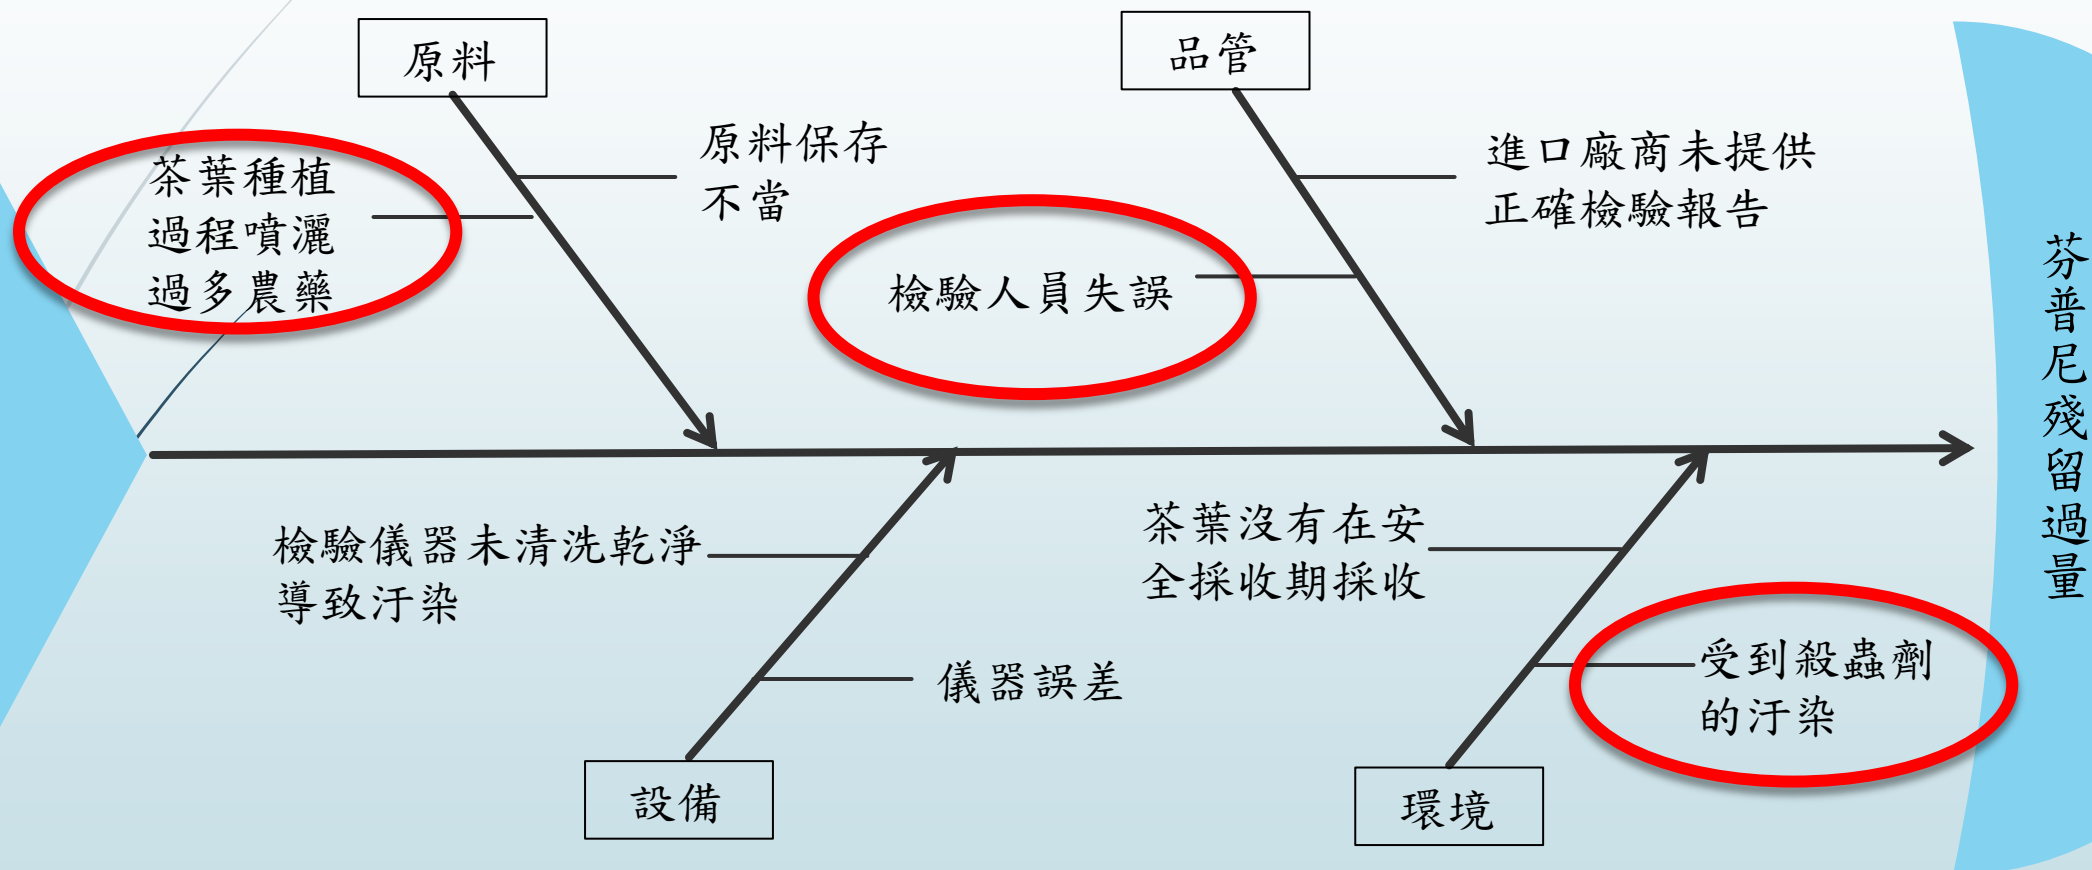 原料
品管
茶葉種植
過程噴灑
過多農藥
原料保存
不當
檢驗人員失誤
進口廠商未提供
正確檢驗報告
芬普尼殘留過量
檢驗儀器未清洗乾淨
導致汙染
儀器誤差
茶葉沒有在安
全採收期採收
受到殺蟲劑
的汙染
設備
環境